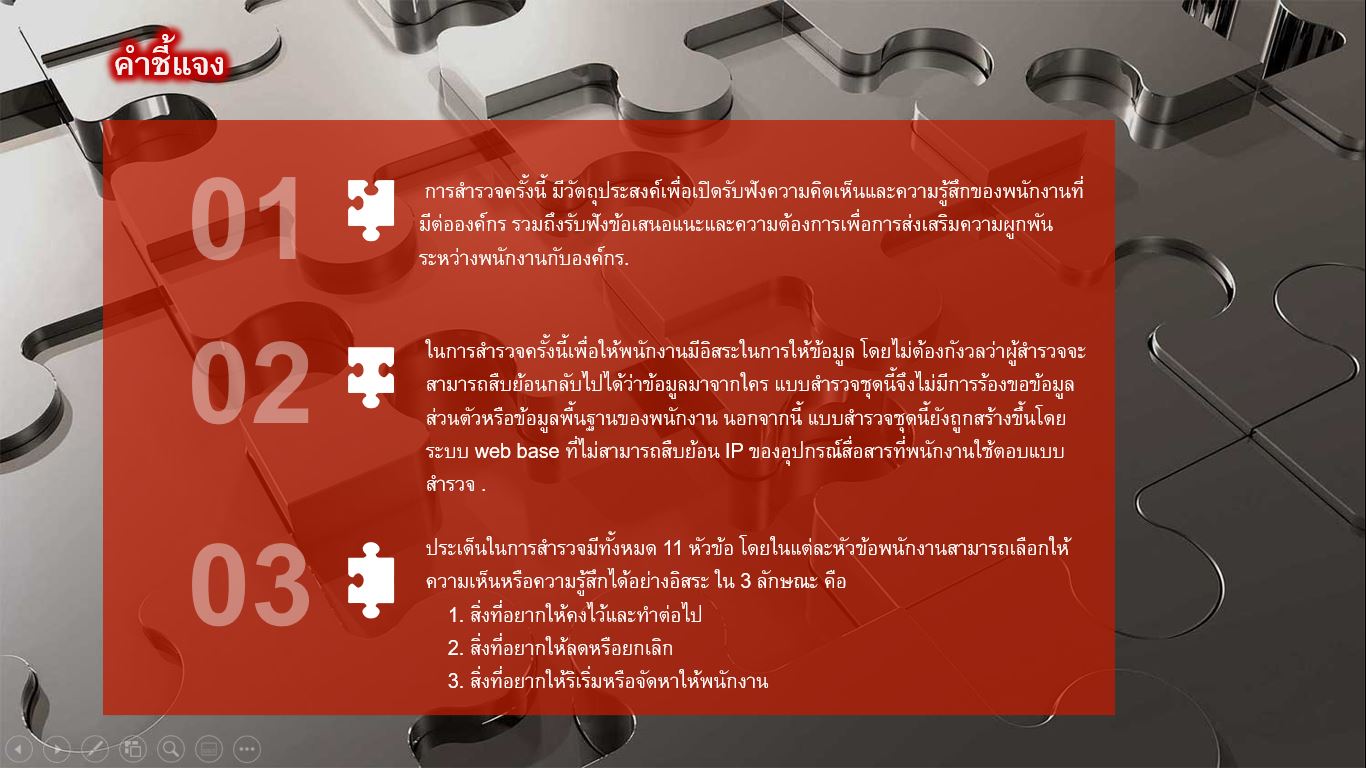 คำชี้แจง
01
การสำรวจครั้งนี้ มีวัตถุประสงค์เพื่อเปิดรับฟังความคิดเห็นและความรู้สึกของพนักงานที่
มีต่อองค์กร รวมถึงรับฟังข้อเสนอแนะและความต้องการเพื่อการส่งเสริมความผูกพัน
ระหว่างพนักงานกับองค์กร.
02
ในการสำรวจครั้งนี้เพื่อให้พนักงานมีอิสระในการให้ข้อมูล โดยไม่ต้องกังวลว่าผู้สำรวจจะ
สามารถสืบย้อนกลับไปได้ว่าข้อมูลมาจากใคร แบบสำรวจชุดนี้จึงไม่มีการร้องขอข้อมูล
ส่วนตัวหรือข้อมูลพื้นฐานของพนักงาน นอกจากนี้ แบบสำรวจชุดนี้ยังถูกสร้างขึ้นโดย
ระบบ web base ที่ไม่สามารถสืบย้อน IP ของอุปกรณ์สื่อสารที่พนักงานใช้ตอบแบบ
สำรวจ .
03
ประเด็นในการสำรวจมีทั้งหมด 11 หัวข้อ โดยในแต่ละหัวข้อพนักงานสามารถเลือกให้
ความเห็นหรือความรู้สึกได้อย่างอิสระ ใน 3 ลักษณะ คือ
1. สิ่งที่อยากให้คงไว้และทำต่อไป
2. สิ่งที่อยากให้ลดหรือยกเลิก
3. สิ่งที่อยากให้ริเริ่มหรือจัดหาให้พนักงาน